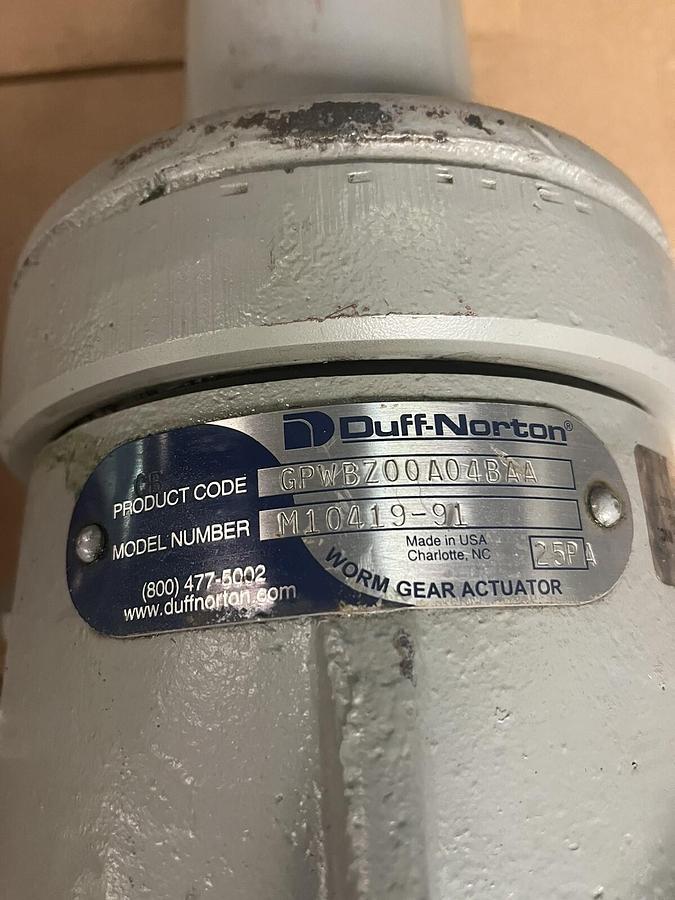 Duff-Norton®
PRODUCT CODE GPWBZ00A04BAA
MODEL NUMBER M10419-91
Made in USA
Charlotte, NC
25PA
(800) 477-5002
www.duffnorton.com
WORM GEAR ACTUATOR